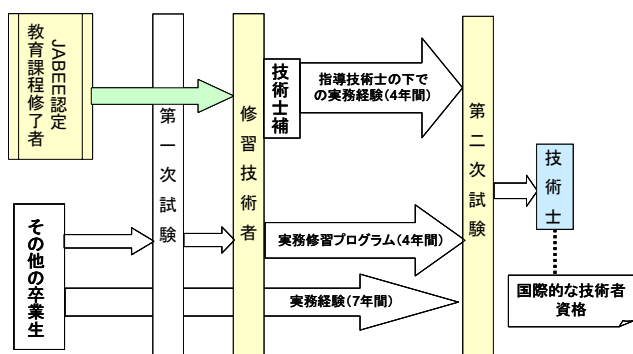 JABEE認定
教育課程修了者
その他の卒業生
第一次試験
修習技術者
技術士補
指導技術士の下で
の実務経験(4年間)
実務修習プログラム(4年間)
実務経験(7年間)
第二次試験
技術士
国際的な技術者
資格